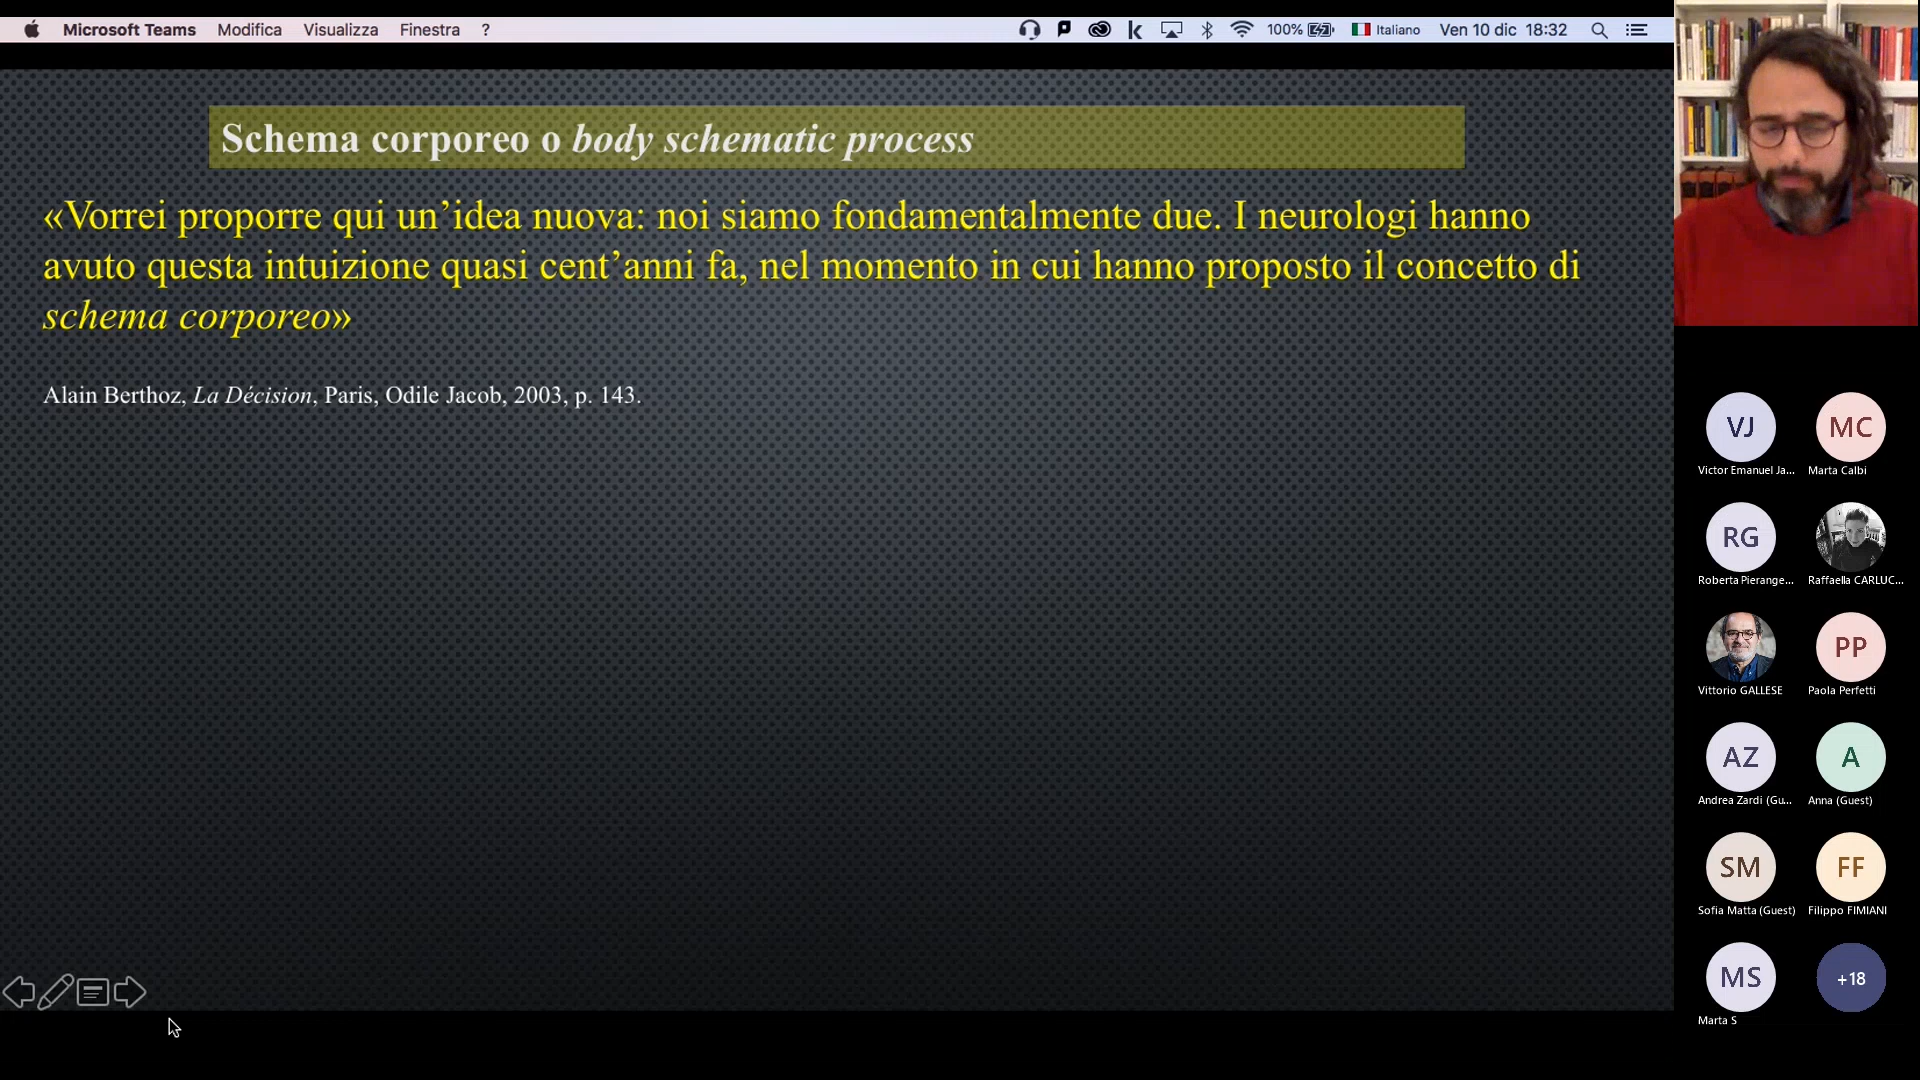 Microsoft Teams Modifica Visualizza Finestra ? 100% Italiano Ven 10 dic 18:32
Schema corporeo o body schematic process
«Vorrei proporre qui un’idea nuova: noi siamo fondamentalmente due. I neurologi hanno
avuto questa intuizione quasi cent’anni fa, nel momento in cui hanno proposto il concetto di
schema corporeo»
Alain Berthoz, La Décision, Paris, Odile Jacob, 2003, p. 143.
VJ MC
Victor Emanuel Ja... Marta Calbi
RG
Roberta Pierange... Raffaella CARLUC...
PP
Vittorio GALLESE Paola Perfetti
AZ A
Andrea Zardi (Gu... Anna (Guest)
SM FF
Sofia Matta (Guest) Filippo FIMIANI
MS +18
Marta S